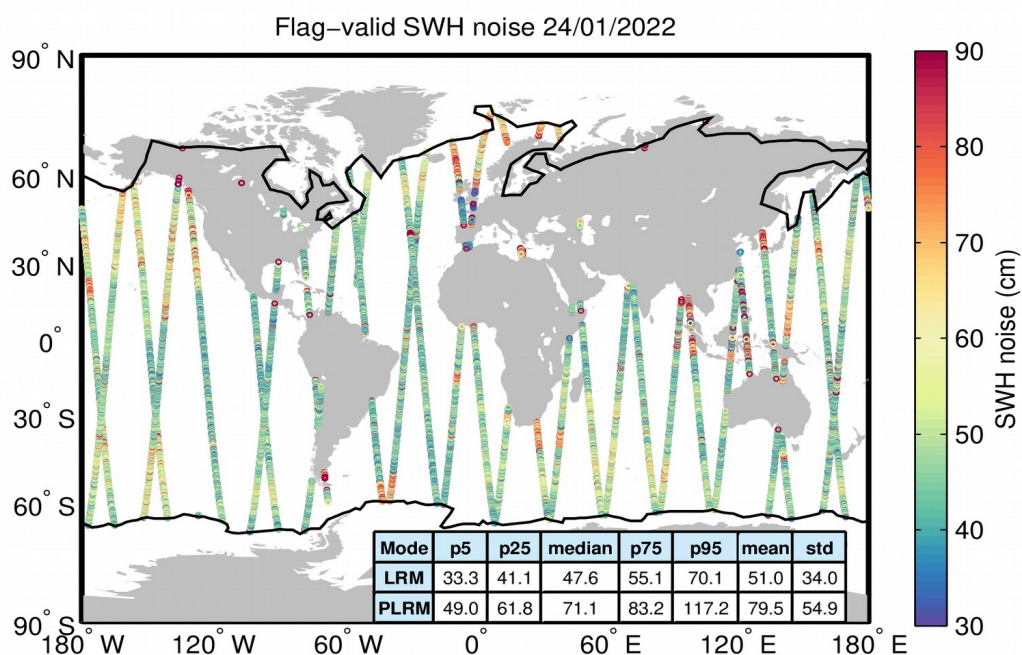 Flag−valid SWH noise 24/01/2022
90° N
60° N
30° N
0°
30° S
60° S
90° S
180° W
120° W
60° W
0°
60° E
120° E
180° E
Mode p5 p25 median p75 p95 mean std
LRM 33.3 41.1 47.6 55.1 70.1 51.0 34.0
PLRM 49.0 61.8 71.1 83.2 117.2 79.5 54.9
90
80
70
60
50
40
30
SWH noise (cm)